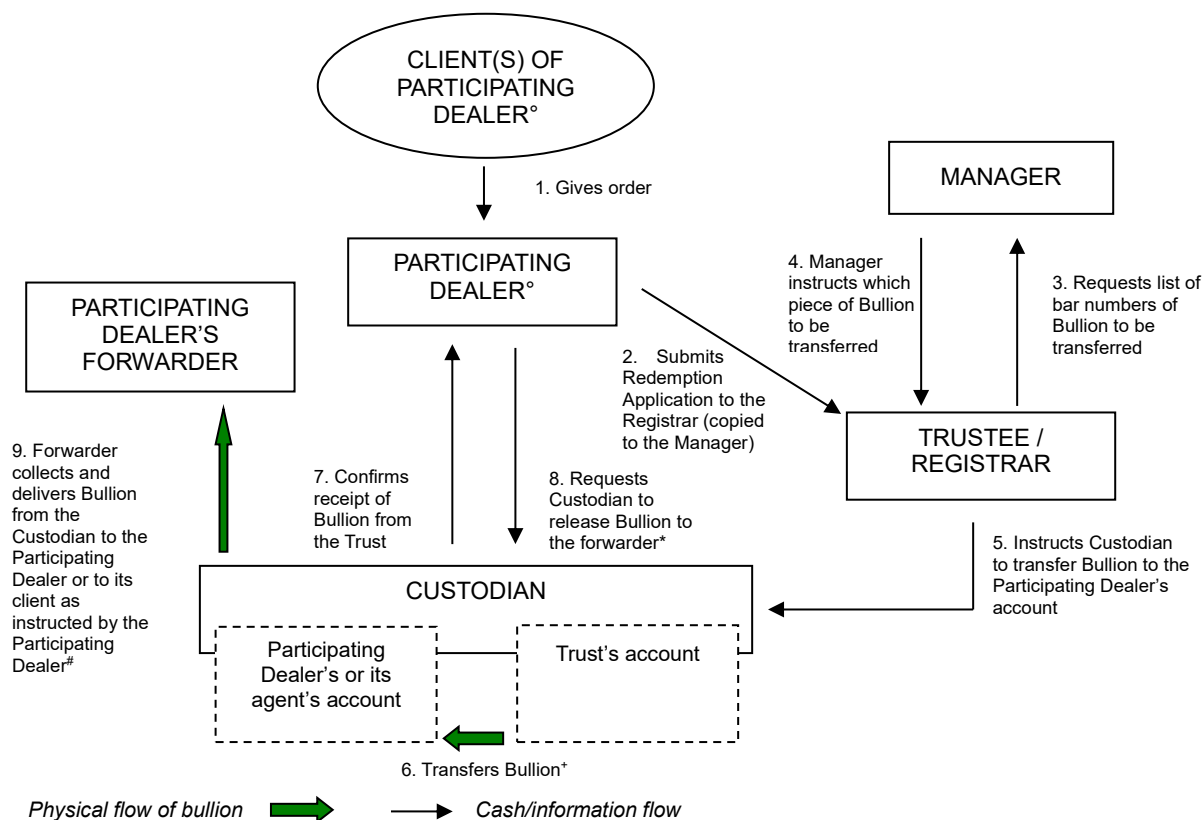 CLIENT(S) OF
PARTICIPATING
DEALER°
1. Gives order
MANAGER
PARTICIPATING
DEALER°
4. Manager
instructs which
piece of Bullion
to be
transferred
3. Requests list of
bar numbers of
Bullion to be
transferred
PARTICIPATING
DEALER'S
FORWARDER
2. Submits
Redemption
Application to the
Registrar (copied
to the Manager)
TRUSTEE /
REGISTRAR
9. Forwarder
collects and
delivers Bullion
from the
Custodian to the
Participating
Dealer or to its
client as
instructed by the
Participating
Dealer#
7. Confirms
receipt of
Bullion from
the Trust
8. Requests
Custodian to
release Bullion to
the forwarder*
5. Instructs Custodian
to transfer Bullion to the
Participating Dealer's
account
CUSTODIAN
Participating
Dealer's or its
agent's account
Trust's account
6. Transfers Bullion+
Physical flow of bullion
Cash/information flow